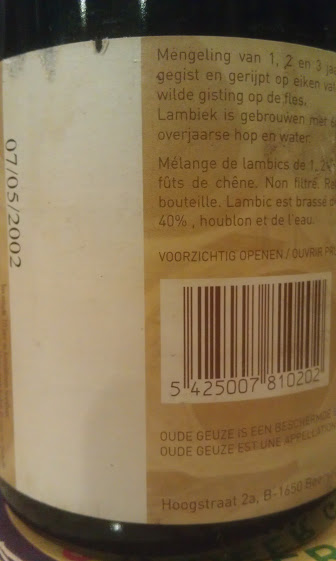 Mengeling van 1, 2 en 3
gegist en gerijpt op eiken
wilde gisting op de fles.
Lambiek is gebrouwen met
overjaarse hop en water.
Mélange de lambics de 1, 2
fûts de chêne. Non filtré.
bouteille. Lambic est brassé
40% , houblon et de l'eau.
VOORZICHTIG OPENEN / OUVRIR
5 425007 810202
OUDE GEUZE IS EEN
OUDE GEUZE EST UNE APPELLATION
Hoogstraat 2a, B-1650
07/05/2002